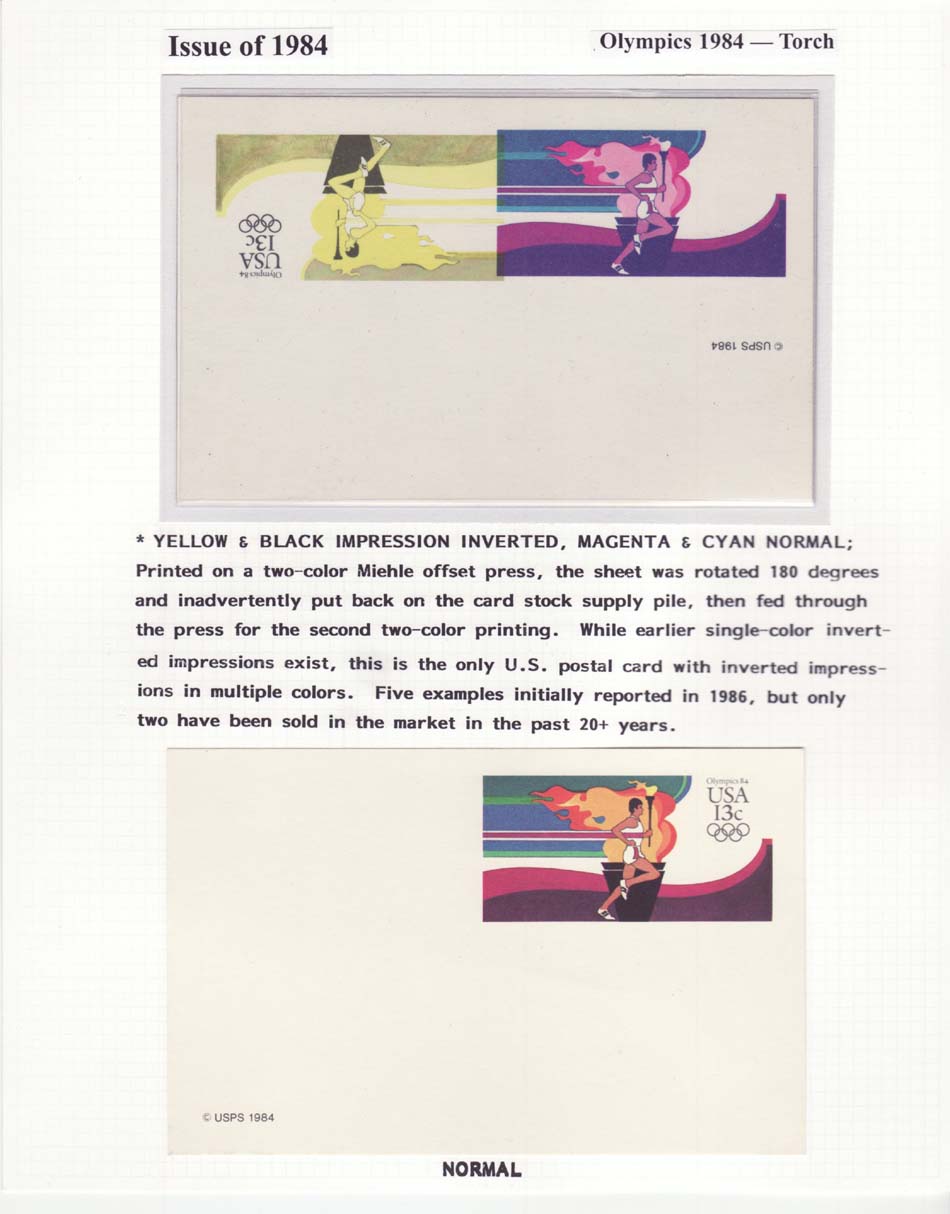 Issue of 1984
Olympics 1984 — Torch
Olympics 84
USA
13c
© USPS 1984
* YELLOW & BLACK IMPRESSION INVERTED, MAGENTA & CYAN NORMAL;
Printed on a two-color Miehle offset press, the sheet was rotated 180 degrees
and inadvertently put back on the card stock supply pile, then fed through
the press for the second two-color printing. While earlier single-color invert-
ed impressions exist, this is the only U.S. postal card with inverted impress-
ions in multiple colors. Five examples initially reported in 1986, but only
two have been sold in the market in the past 20+ years.
Olympics 84
USA
13c
© USPS 1984
NORMAL